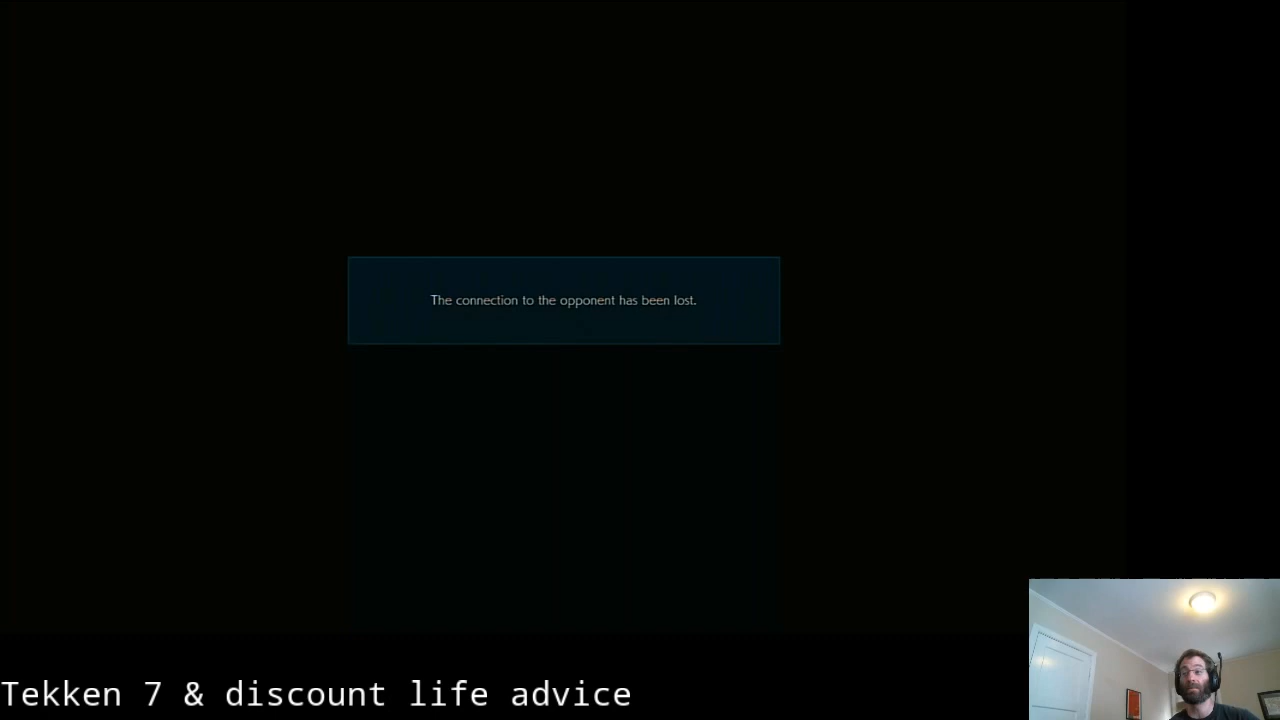 The connection to the opponent has been lost.
Tekken 7 & discount life advice